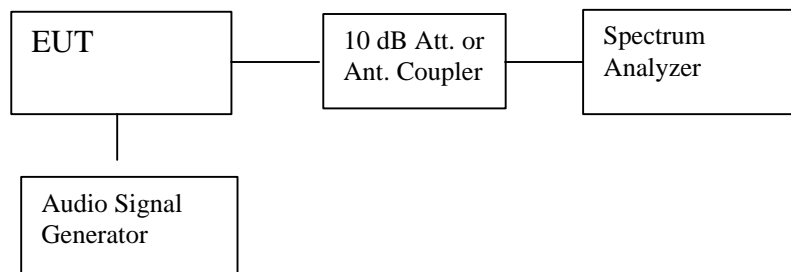 EUT
10 dB Att. or
Ant. Coupler
Spectrum
Analyzer
Audio Signal
Generator